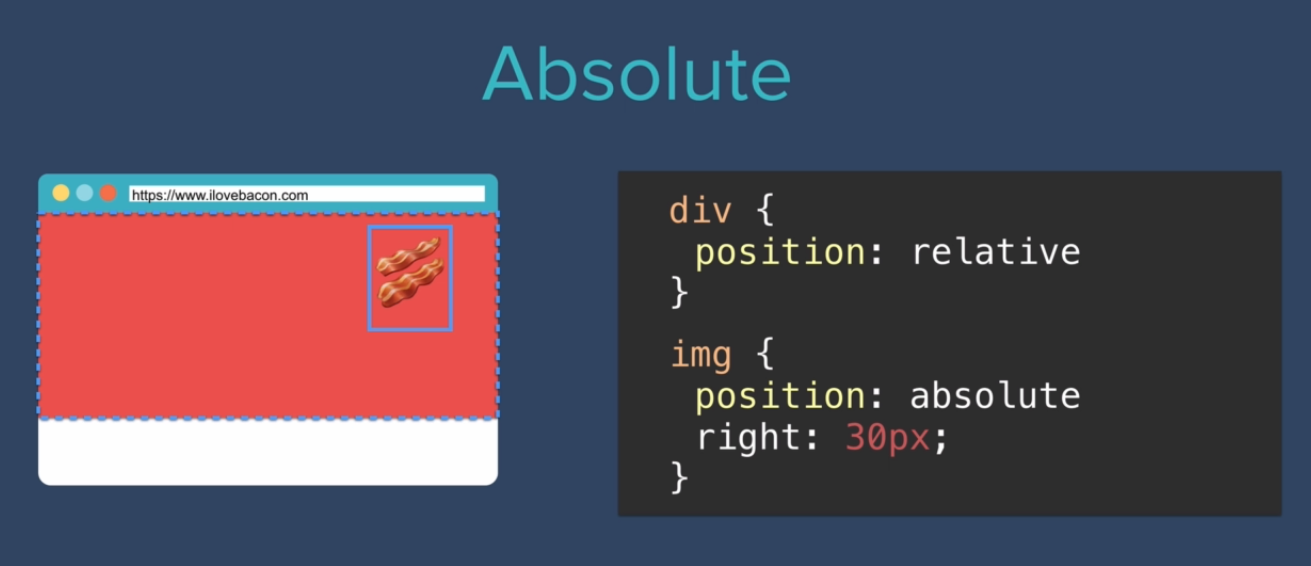 Absolute
https://www.ilovebacon.com
div {
position: relative
}
img {
position: absolute
right: 30px;
}